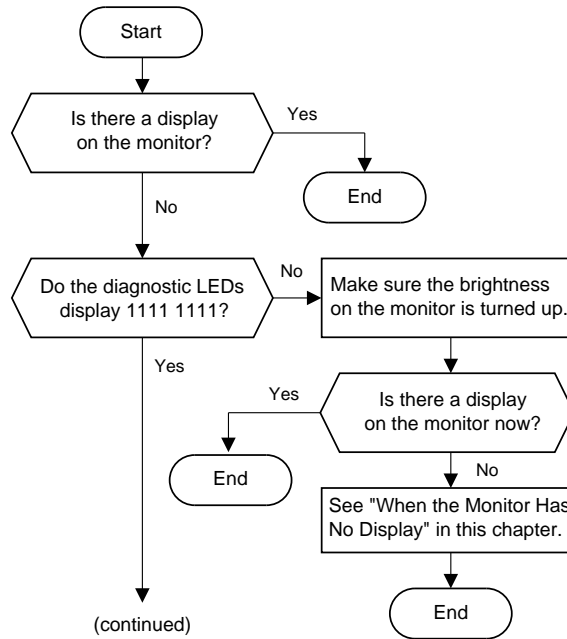 Start
Is there a display
on the monitor?
Yes
End
No
Do the diagnostic LEDs
display 1111 1111?
No
Make sure the brightness
on the monitor is turned up.
Yes
Is there a display
on the monitor now?
Yes
End
No
See "When the Monitor Has
No Display" in this chapter.
End
(continued)